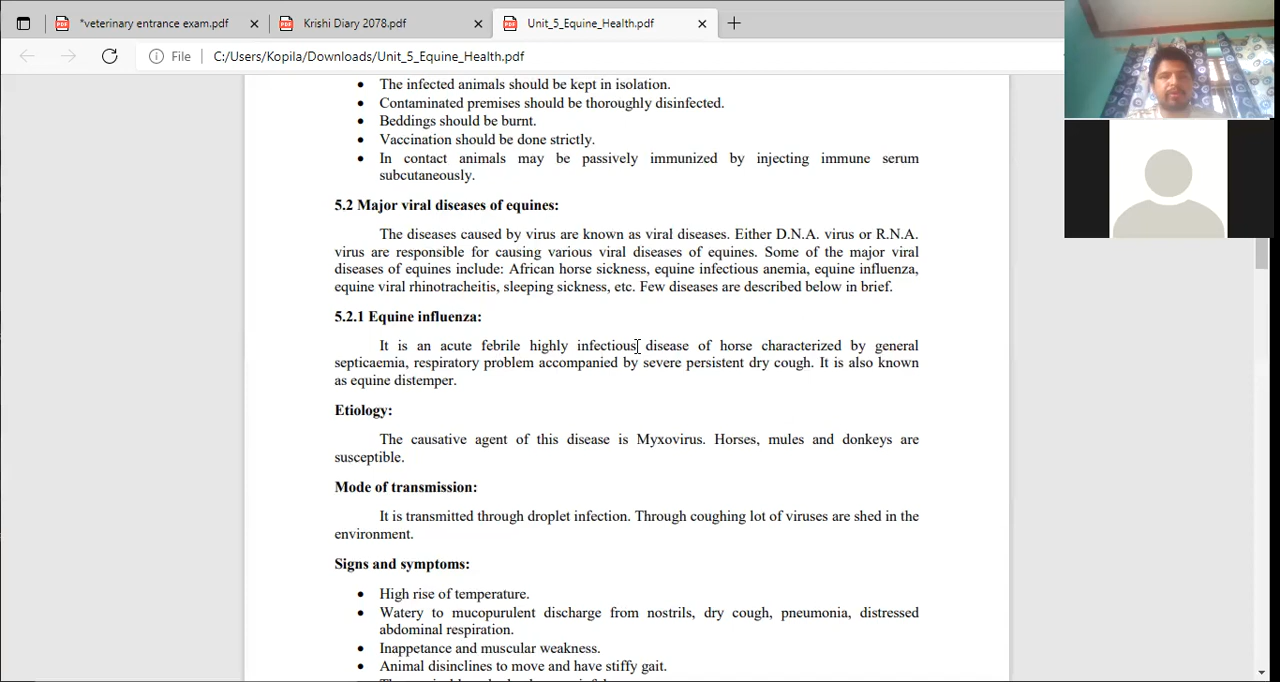 *veterinary entrance exam.pdf
Krishi Diary 2078.pdf
Unit_5_Equine_Health.pdf
File
C:/Users/Kopila/Downloads/Unit_5_Equine_Health.pdf
• The infected animals should be kept in isolation.
• Contaminated premises should be thoroughly disinfected.
• Beddings should be burnt.
• Vaccination should be done strictly.
• In contact animals may be passively immunized by injecting immune serum
subcutaneously.
5.2 Major viral diseases of equines:
The diseases caused by virus are known as viral diseases. Either D.N.A. virus or R.N.A.
virus are responsible for causing various viral diseases of equines. Some of the major viral
diseases of equines include: African horse sickness, equine infectious anemia, equine influenza,
equine viral rhinotracheitis, sleeping sickness, etc. Few diseases are described below in brief.
5.2.1 Equine influenza:
It is an acute febrile highly infectious disease of horse characterized by general
septicaemia, respiratory problem accompanied by severe persistent dry cough. It is also known
as equine distemper.
Etiology:
The causative agent of this disease is Myxovirus. Horses, mules and donkeys are
susceptible.
Mode of transmission:
It is transmitted through droplet infection. Through coughing lot of viruses are shed in the
environment.
Signs and symptoms:
• High rise of temperature.
• Watery to mucopurulent discharge from nostrils, dry cough, pneumonia, distressed
abdominal respiration.
• Inappetance and muscular weakness.
• Animal disinclines to move and have stiffy gait.